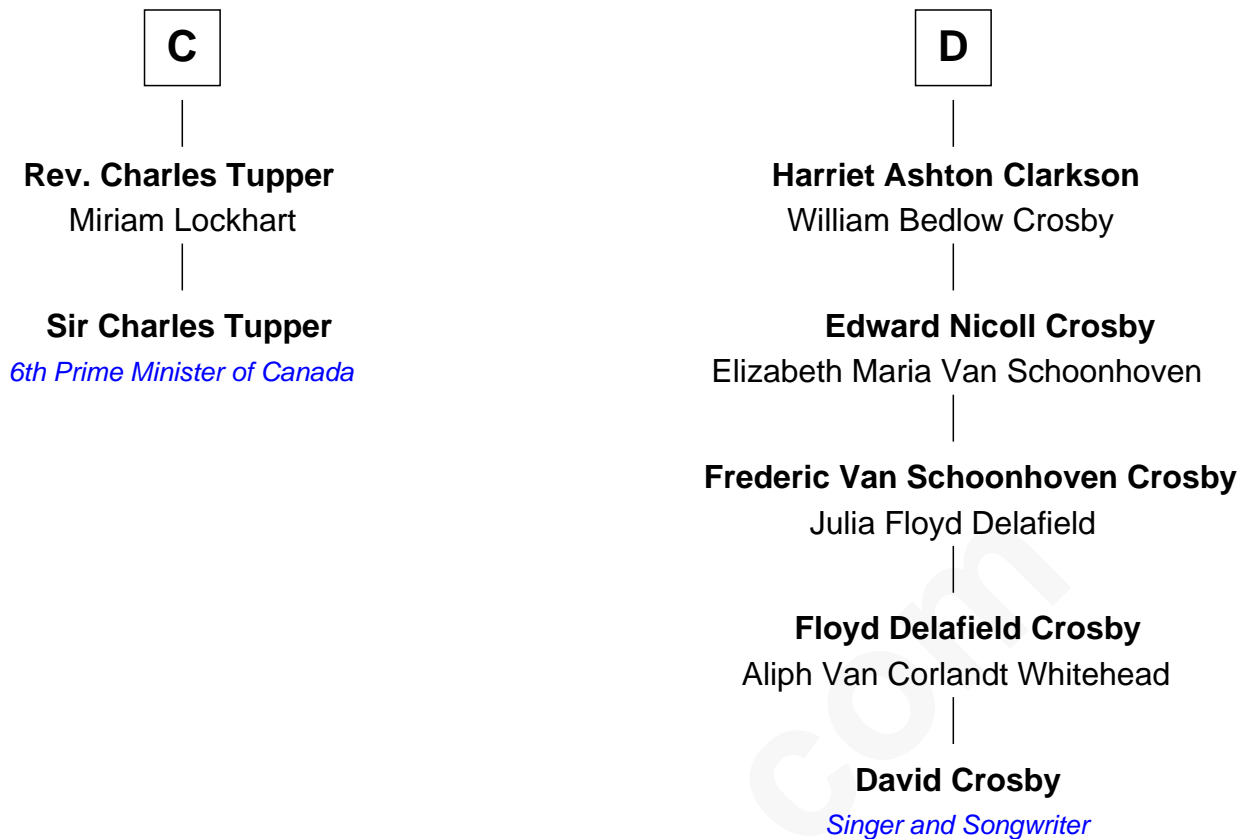 C
Rev. Charles Tupper
Miriam Lockhart
Sir Charles Tupper
6th Prime Minister of Canada
D
Harriet Ashton Clarkson
William Bedlow Crosby
Edward Nicoll Crosby
Elizabeth Maria Van Schoonhoven
Frederic Van Schoonhoven Crosby
Julia Floyd Delafield
Floyd Delafield Crosby
Aliph Van Corlandt Whitehead
David Crosby
Singer and Songwriter
com